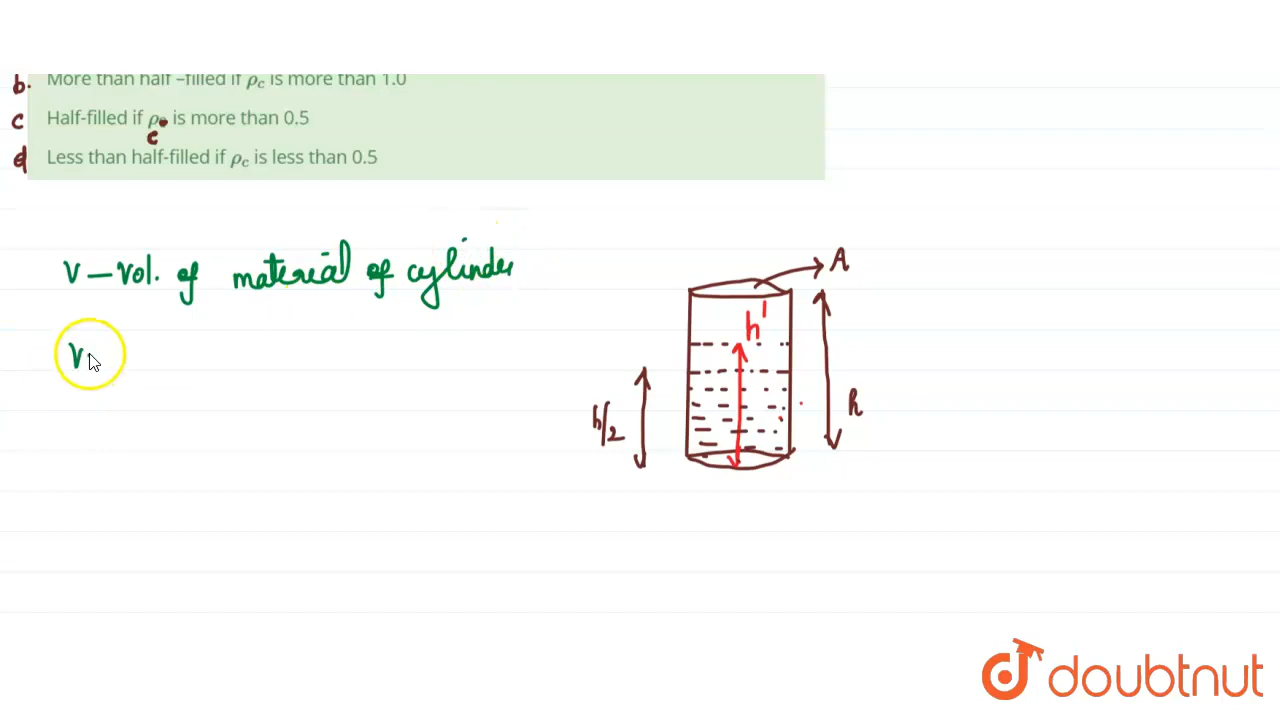 b. More than half –filled if ρc is more than 1.0
c Half-filled if ρc is more than 0.5
d Less than half-filled if ρc is less than 0.5
V – Vol. of material of cylinder
V
A
h'
h/2
h
doubtnut